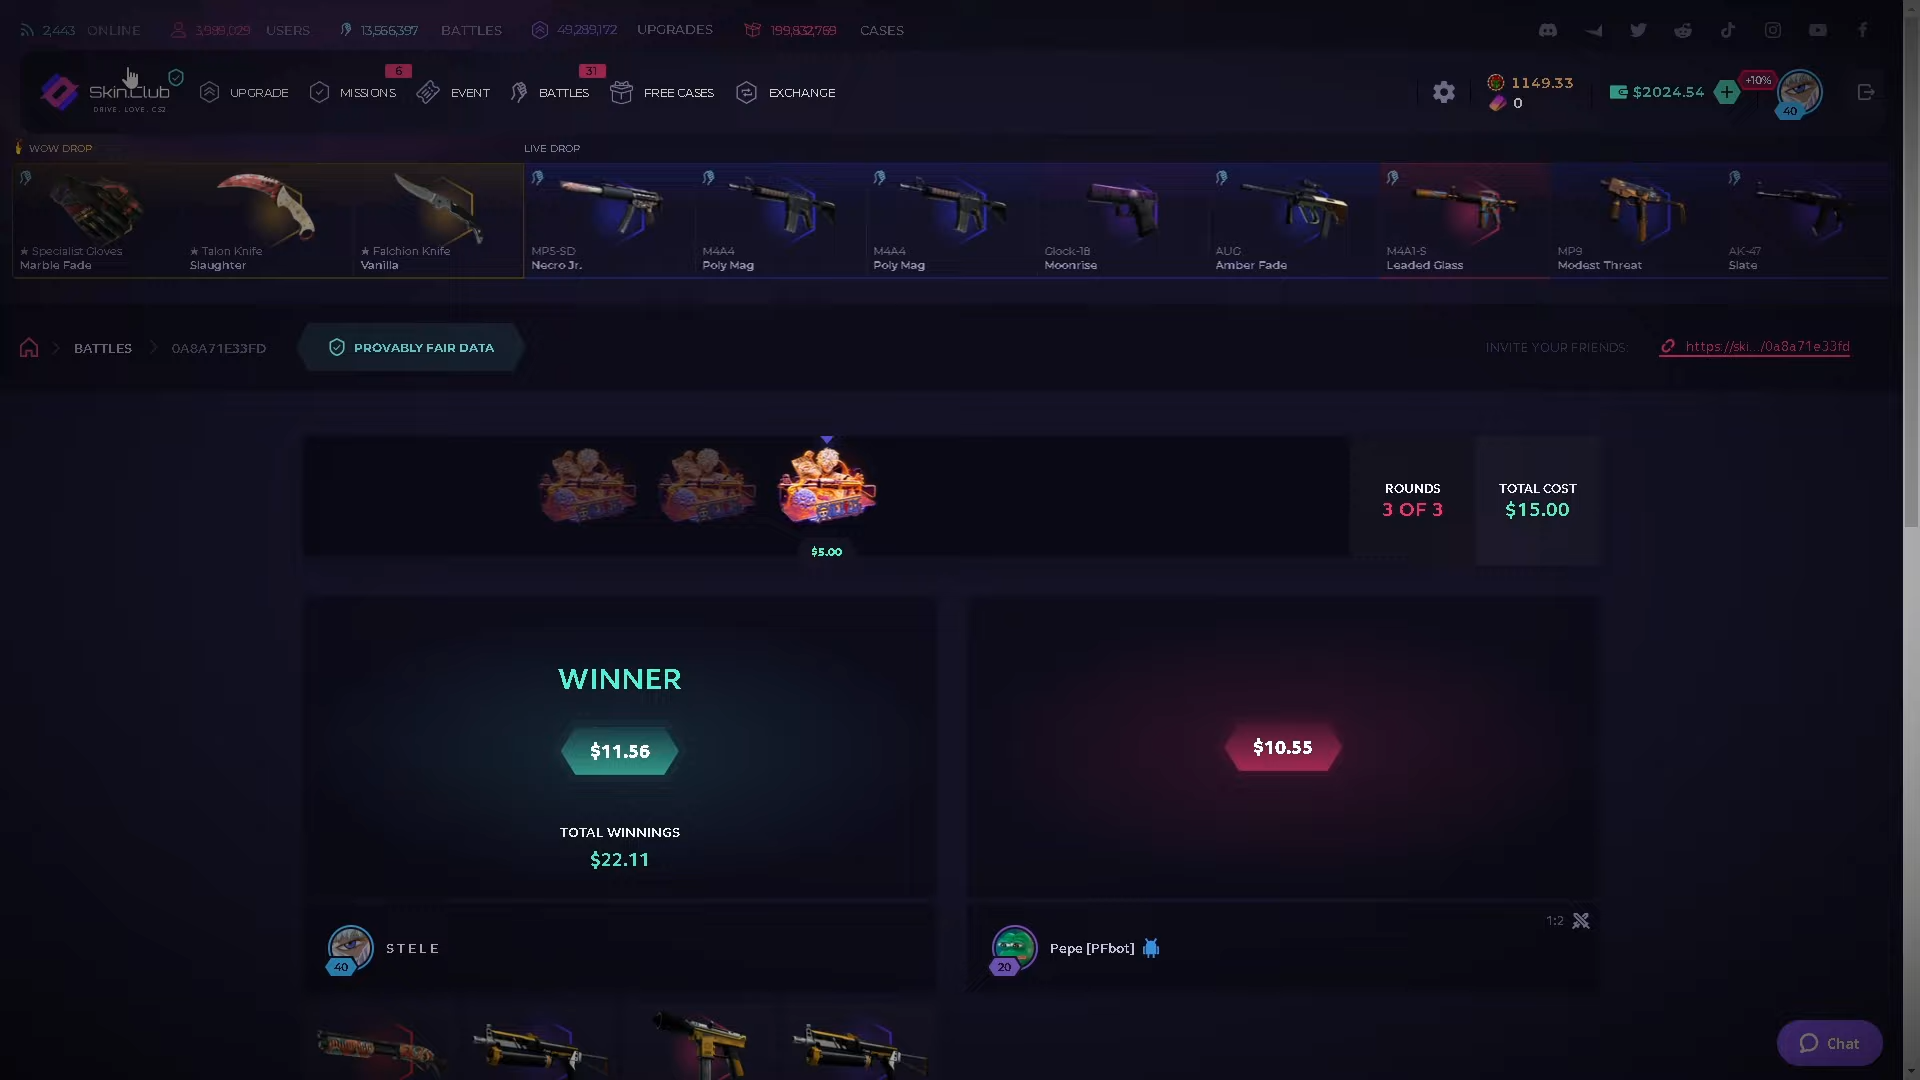 2,443 ONLINE 3,989,029 USERS 13,566,397 BATTLES 49,289,172 UPGRADES 199,832,769 CASES
SKIN.CLUB
DRIVE . LOVE . CS2
UPGRADE
6
MISSIONS
EVENT
31
BATTLES
FREE CASES
EXCHANGE
1149.33
0
$2024.54
+10%
40
WOW DROP
LIVE DROP
★ Specialist Gloves
Marble Fade
★ Talon Knife
Slaughter
★ Falchion Knife
Vanilla
MP5-SD
Necro Jr.
M4A4
Poly Mag
M4A4
Poly Mag
Glock-18
Moonrise
AUG
Amber Fade
M4A1-S
Leaded Glass
MP9
Modest Threat
AK-47
Slate
BATTLES
0A8A71E33FD
PROVABLY FAIR DATA
INVITE YOUR FRIENDS:
https://ski.../0a8a71e33fd
$5.00
ROUNDS
3 OF 3
TOTAL COST
$15.00
WINNER
$11.56
TOTAL WINNINGS
$22.11
$10.55
40
STELE
20
Pepe [PFbot]
1:2
Chat